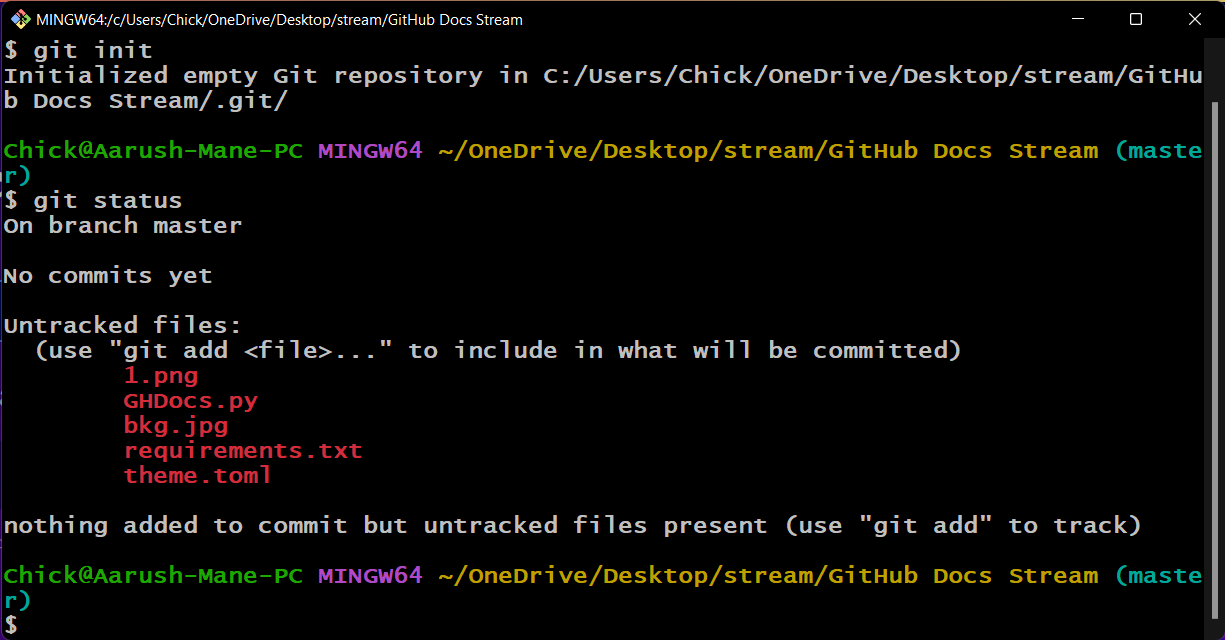 MINGW64:/c/Users/Chick/OneDrive/Desktop/stream/GitHub Docs Stream
$ git init
Initialized empty Git repository in C:/Users/Chick/OneDrive/Desktop/stream/GitHu
b Docs Stream/.git/
Chick@Aarush-Mane-PC MINGW64 ~/OneDrive/Desktop/stream/GitHub Docs Stream (maste
r)
$ git status
On branch master
No commits yet
Untracked files:
  (use "git add <file>..." to include in what will be committed)
        1.png
        GHDocs.py
        bkg.jpg
        requirements.txt
        theme.toml
nothing added to commit but untracked files present (use "git add" to track)
Chick@Aarush-Mane-PC MINGW64 ~/OneDrive/Desktop/stream/GitHub Docs Stream (maste
r)
$